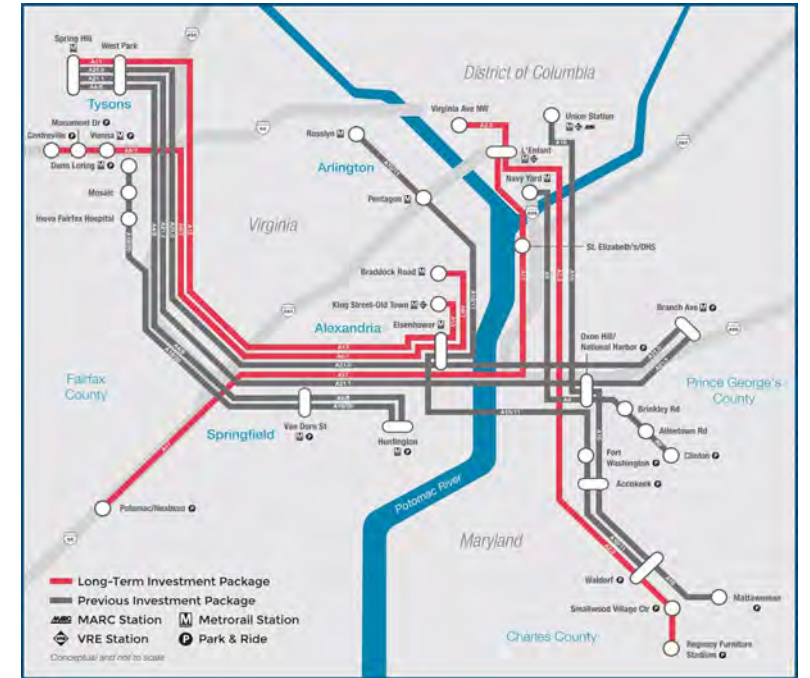 Spring Hill
West Park
Tysons
Monument Dr
Centreville
Vienna
Dunn Loring
Mosaic
Inova Fairfax Hospital
Rosslyn
Arlington
Pentagon
Virginia
District of Columbia
Virginia Ave NW
Union Station
L'Enfant
Navy Yard
St. Elizabeth's/DHS
Braddock Road
King Street-Old Town
Alexandria
Eisenhower
Branch Ave
Oxon Hill/
National Harbor
Prince George's
County
Fairfax
County
Springfield
Van Dorn St
Huntington
Brinkley Rd
Allentown Rd
Clinton
Fort
Washington
Accokeek
Potomac/Neabsco
Potomac River
Maryland
Waldorf
Mattawoman
Smallwood Village Ctr
Charles County
Regency Furniture
Stadium
Long-Term Investment Package
Previous Investment Package
MARC Station
M Metrorail Station
VRE Station
P Park & Ride
Conceptual and not to scale